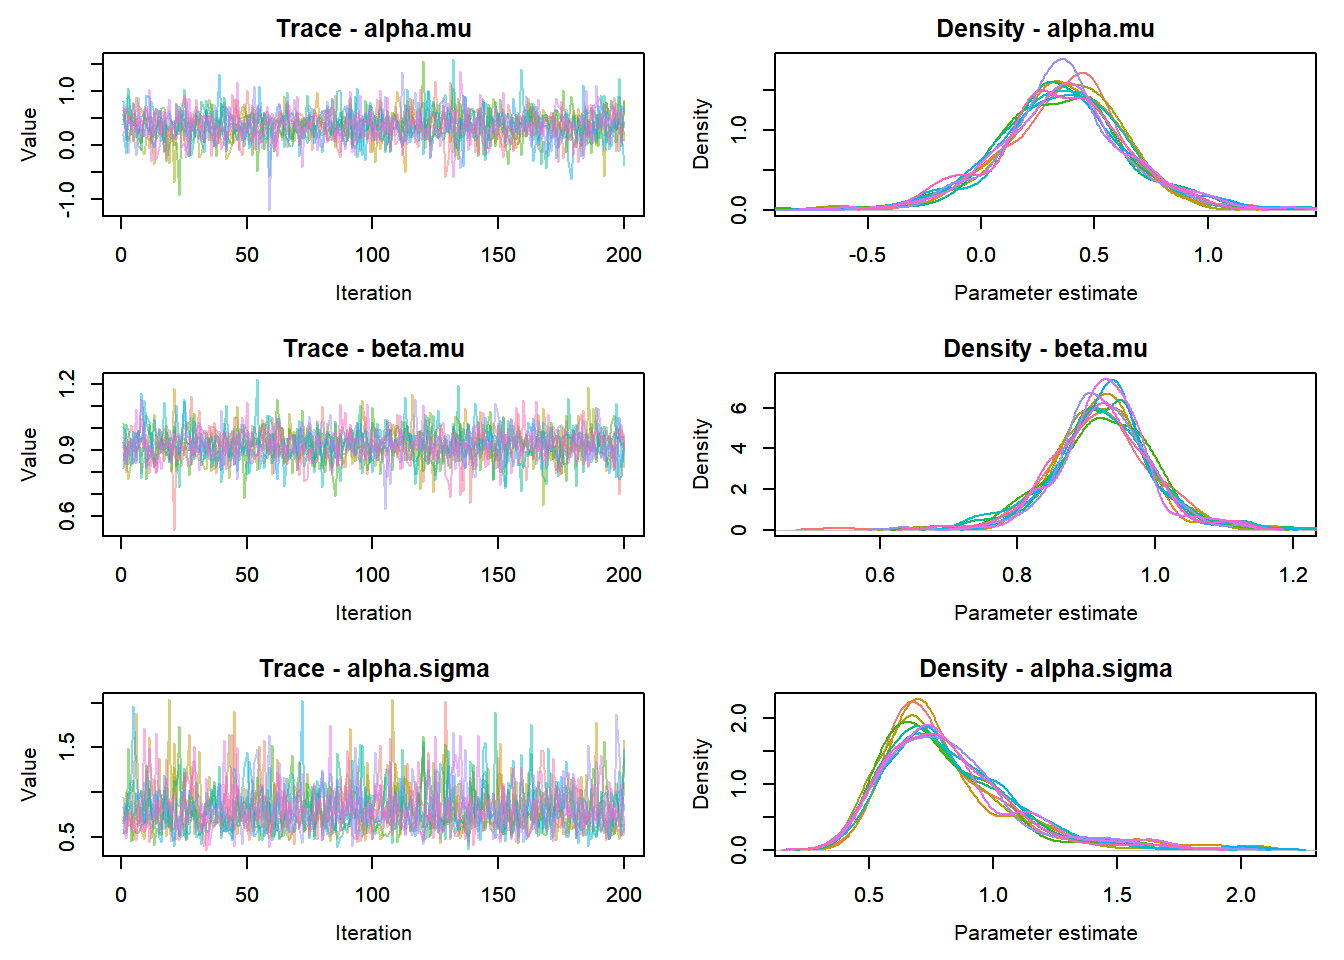 Trace - alpha.mu
Value
1.0
0.0
-1.0
0 50 100 150 200
Iteration
Density - alpha.mu
Density
1.0
0.0
-0.5 0.0 0.5 1.0
Parameter estimate
Trace - beta.mu
Value
1.2
0.9
0.6
0 50 100 150 200
Iteration
Density - beta.mu
Density
6
4
2
0
0.6 0.8 1.0 1.2
Parameter estimate
Trace - alpha.sigma
Value
1.5
0.5
0 50 100 150 200
Iteration
Density - alpha.sigma
Density
2.0
1.0
0.0
0.5 1.0 1.5 2.0
Parameter estimate